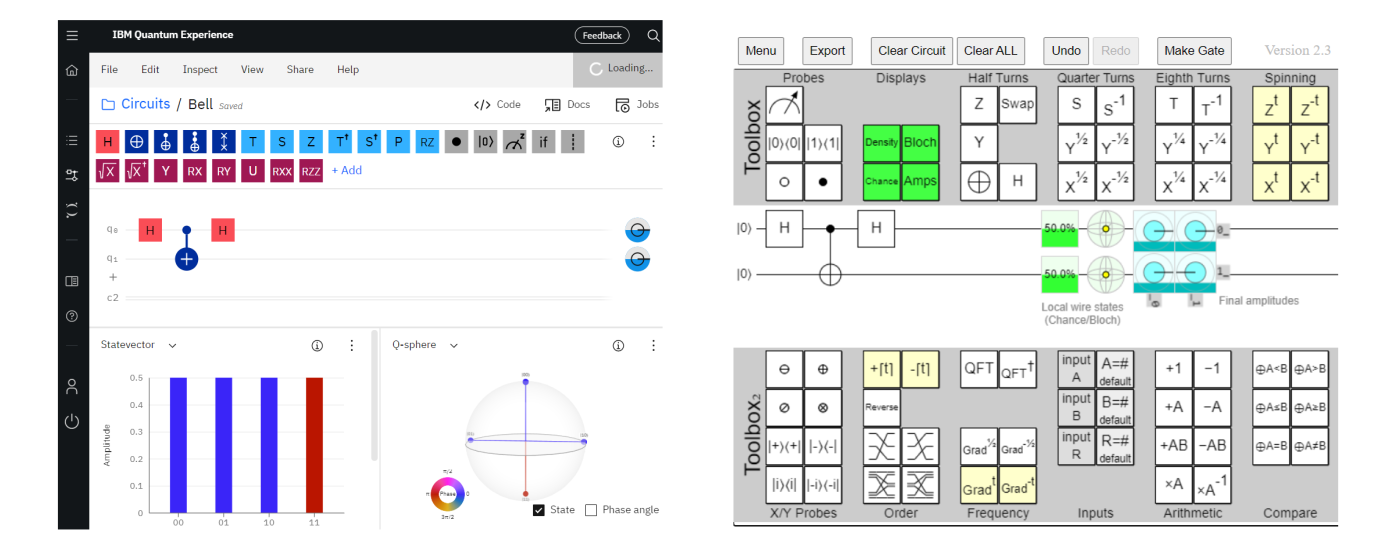 IBM Quantum Experience
Feedback
File Edit Inspect View Share Help
Loading...
Circuits / Bell Saved
</> Code Docs Jobs
H T S Z T† S† P RZ |0⟩ z if
√X √X† Y RX RY U RXX RZZ + Add
q0 H H
q1
+
c2
Statevector
Q-sphere
Amplitude
0.5
0.4
0.3
0.2
0.1
0
00 01 10 11
π/2
Phase 0
3π/2
State Phase angle
Menu Export Clear Circuit Clear ALL Undo Redo Make Gate Version 2.3
Toolbox
Probes Displays Half Turns Quarter Turns Eighth Turns Spinning
Z Swap S S^-1 T T^-1 Z^t Z^-t
|0⟩⟨0| |1⟩⟨1| Density Bloch Y Y^½ Y^-½ Y^¼ Y^-¼ Y^t Y^-t
Chance Amps H X^½ X^-½ X^¼ X^-¼ X^t X^-t
|0⟩ H H 50.0% 0_
|0⟩ 50.0% 1_
_0 _1
Local wire states
(Chance/Bloch)
Final amplitudes
Toolbox₂
⊖ ⊕ +[t] -[t] QFT QFT† input A A=# default +1 −1 ⊕A<B ⊕A>B
⊘ ⊗ Reverse input B B=# default +A −A ⊕A≤B ⊕A≥B
|+⟩⟨+| |-⟩⟨-| Grad^½ Grad^-½ input R R=# default +AB −AB ⊕A=B ⊕A≠B
|i⟩⟨i| |-i⟩⟨-i| Grad^t Grad^-t ×A ×A^-1
X/Y Probes Order Frequency Inputs Arithmetic Compare